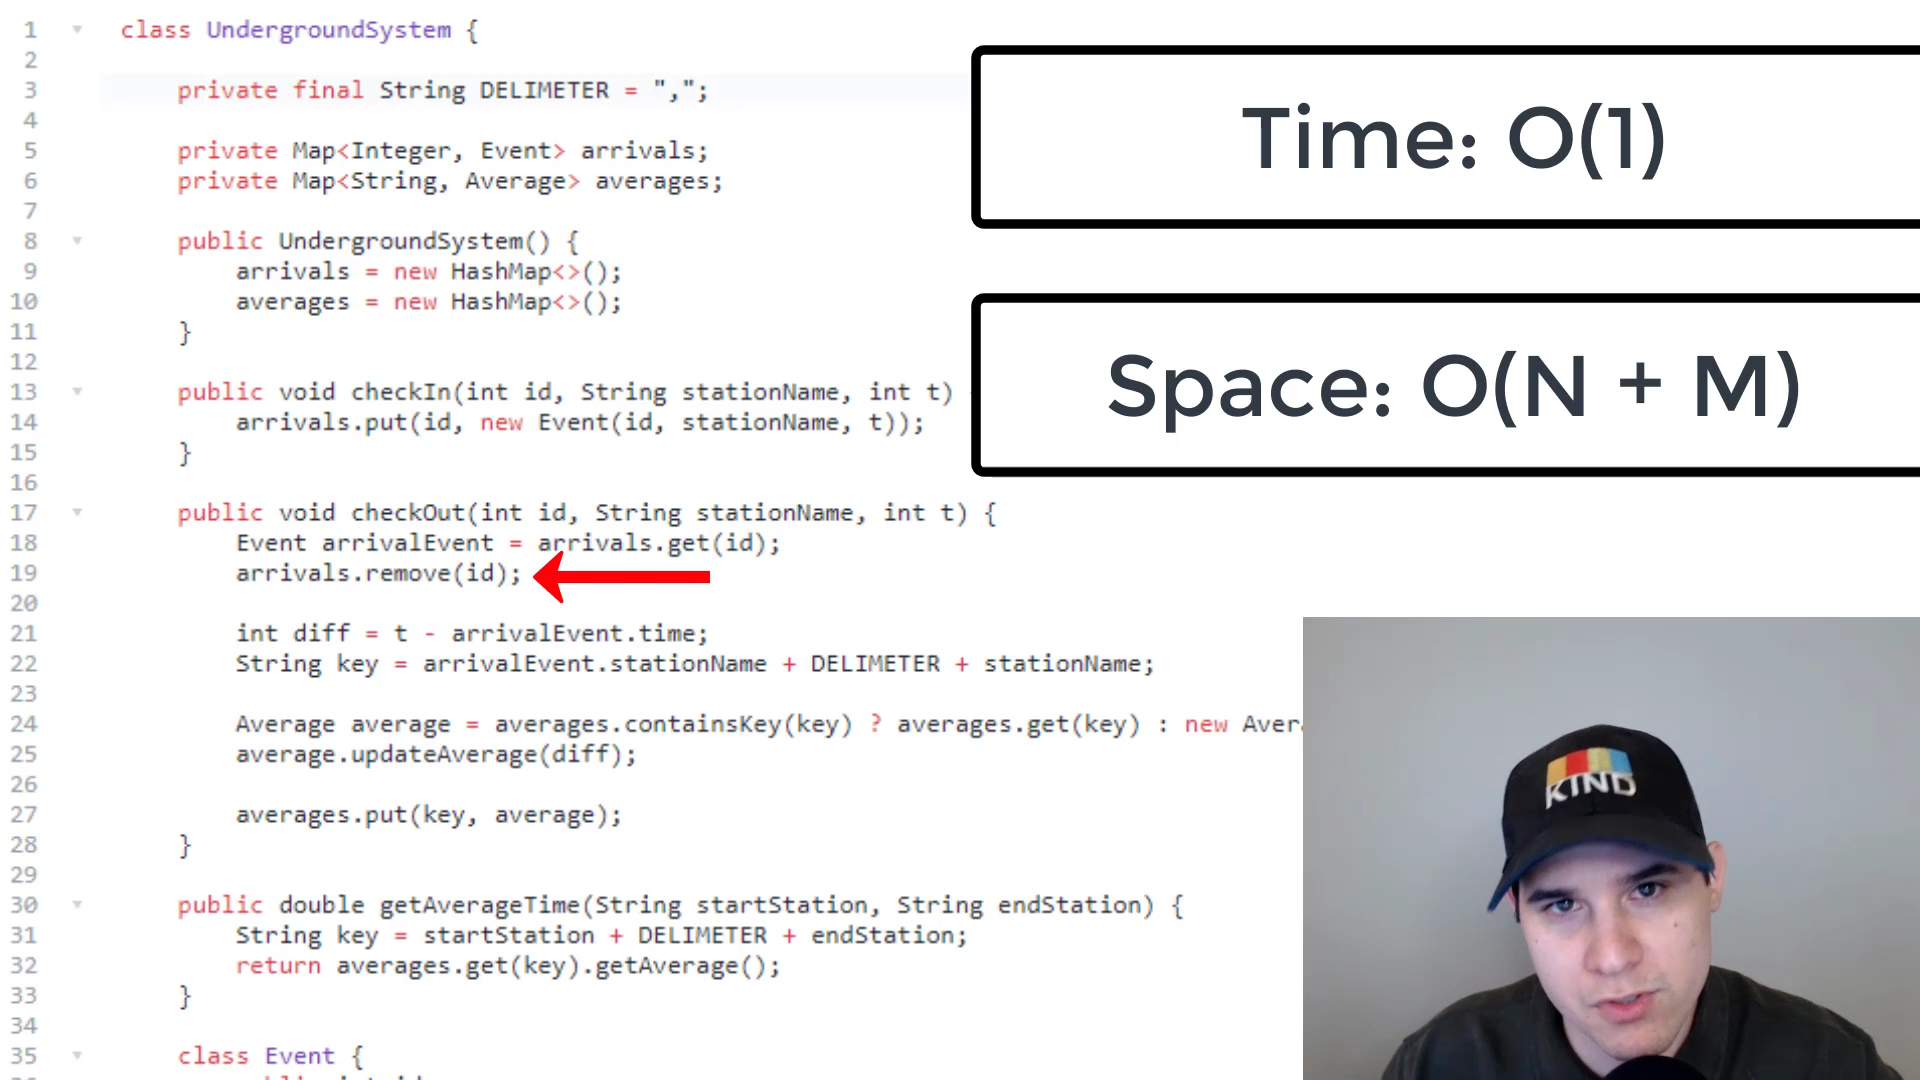 1 class UndergroundSystem {
2
3 private final String DELIMETER = ",";
4
5 private Map<Integer, Event> arrivals;
6 private Map<String, Average> averages;
7
8 public UndergroundSystem() {
9 arrivals = new HashMap<>();
10 averages = new HashMap<>();
11 }
12
13 public void checkIn(int id, String stationName, int t)
14 arrivals.put(id, new Event(id, stationName, t));
15 }
16
17 public void checkOut(int id, String stationName, int t) {
18 Event arrivalEvent = arrivals.get(id);
19 arrivals.remove(id);
20
21 int diff = t - arrivalEvent.time;
22 String key = arrivalEvent.stationName + DELIMETER + stationName;
23
24 Average average = averages.containsKey(key) ? averages.get(key) : new Avera
25 average.updateAverage(diff);
26
27 averages.put(key, average);
28 }
29
30 public double getAverageTime(String startStation, String endStation) {
31 String key = startStation + DELIMETER + endStation;
32 return averages.get(key).getAverage();
33 }
34
35 class Event {
Time: O(1)
Space: O(N + M)
KIND